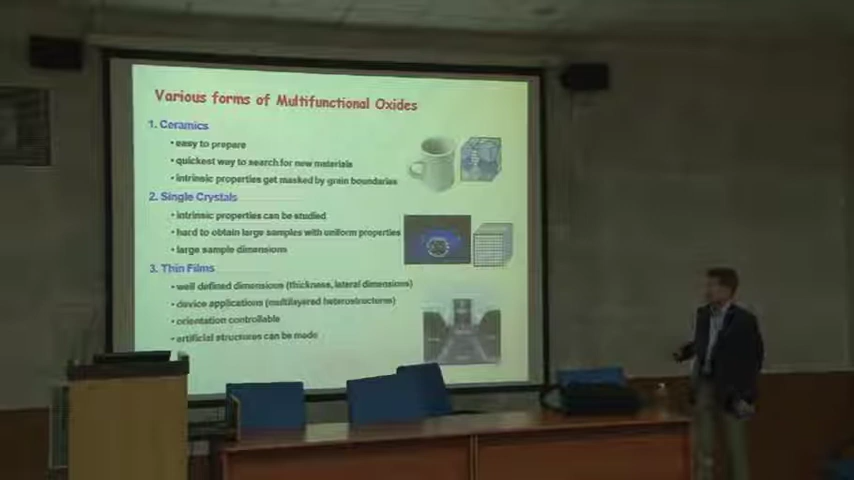 Various forms of Multifunctional Oxides
1. Ceramics
• easy to prepare
• quickest way to search for new materials
• intrinsic properties get masked by grain boundaries
2. Single Crystals
• intrinsic properties can be studied
• hard to obtain large samples with uniform properties
• large sample dimensions
3. Thin Films
• well defined dimensions (thickness, lateral dimensions)
• device applications (multilayered heterostructures)
• orientation controllable
• artificial structures can be made